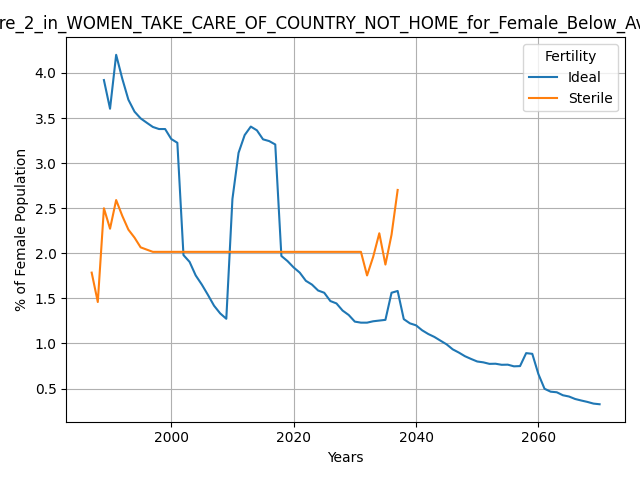 re_2_in_WOMEN_TAKE_CARE_OF_COUNTRY_NOT_HOME_for_Female_Below_Av
Fertility
Ideal
Sterile
% of Female Population
4.0
3.5
3.0
2.5
2.0
1.5
1.0
0.5
2000
2020
2040
2060
Years